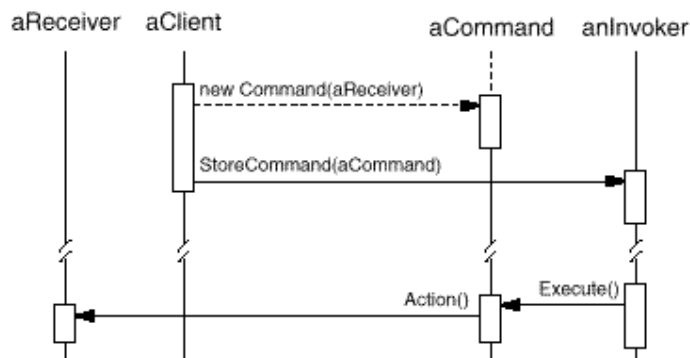 aReceiver aClient aCommand anInvoker
new Command(aReceiver)
StoreCommand(aCommand)
Execute()
Action()